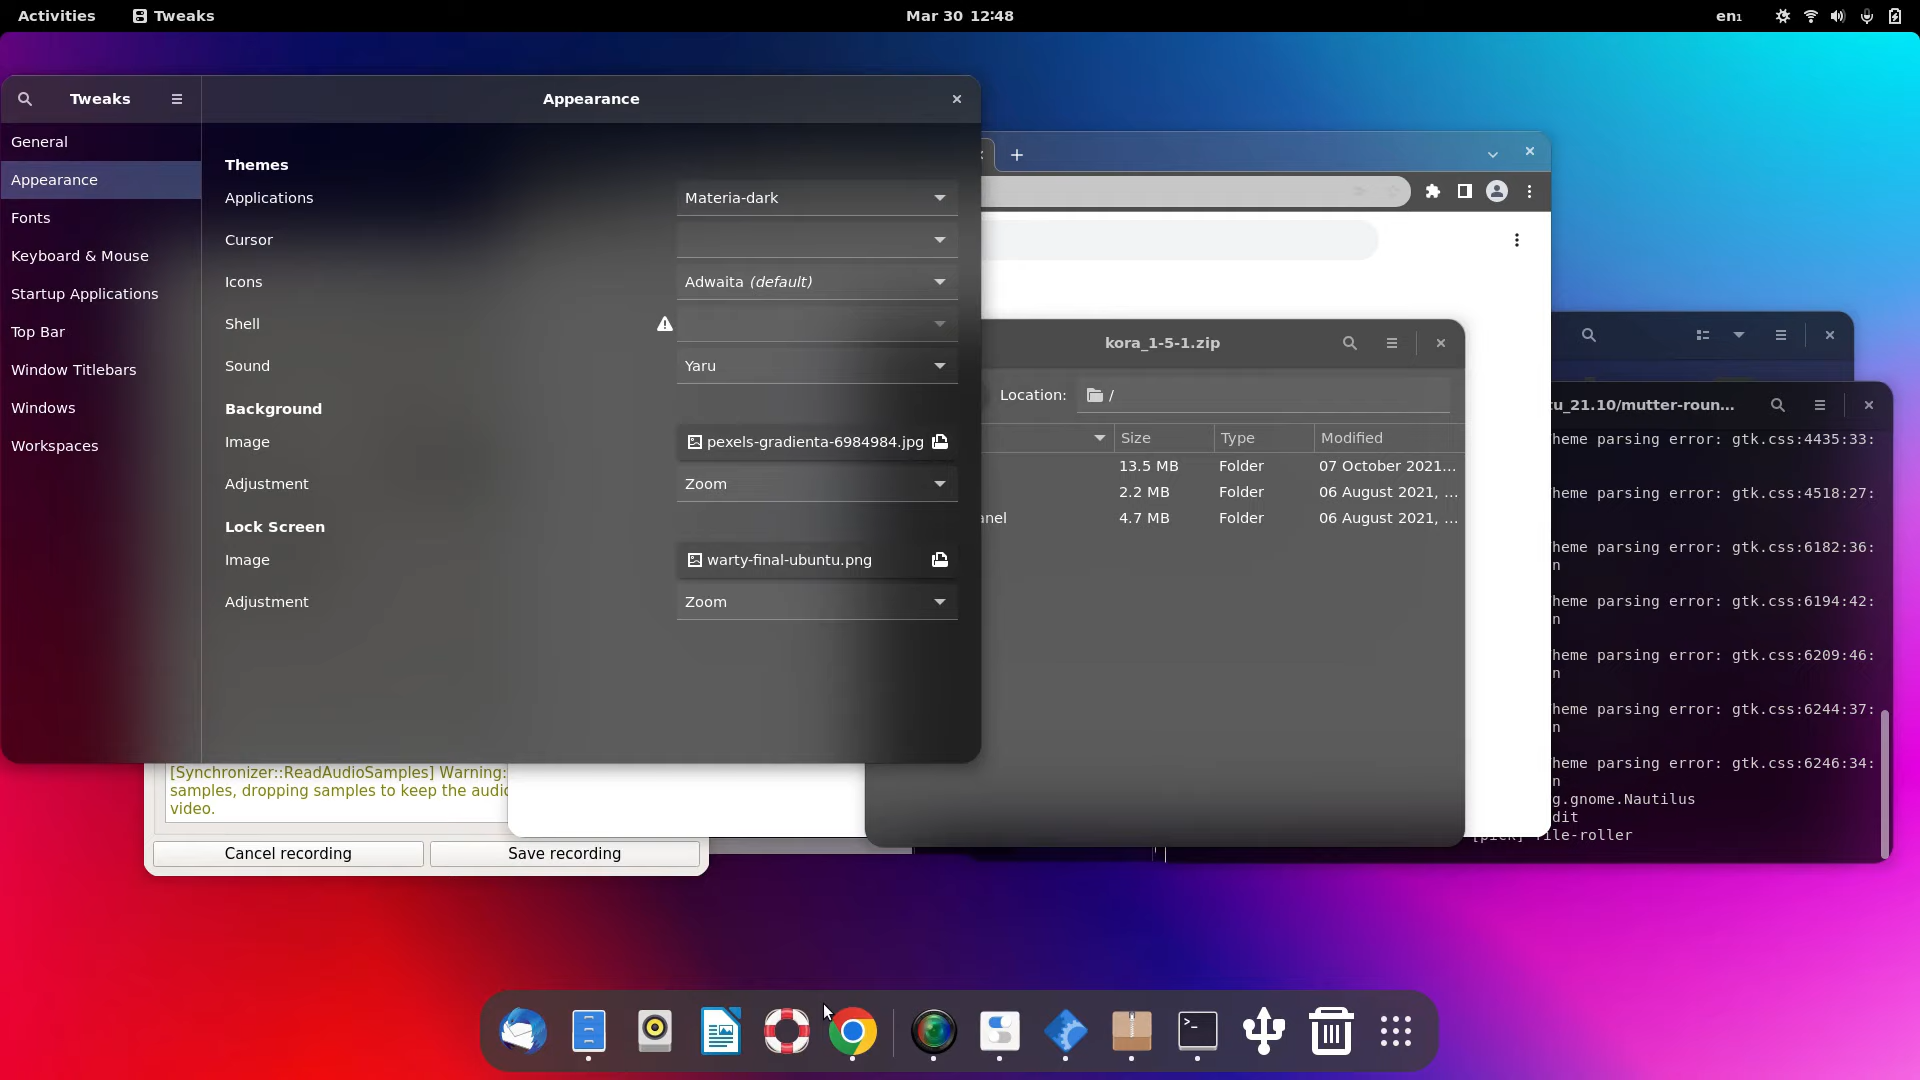 Activities
Tweaks
Mar 30 12:48
en₁
Tweaks
Appearance
General
Appearance
Fonts
Keyboard & Mouse
Startup Applications
Top Bar
Window Titlebars
Windows
Workspaces
Themes
Applications
Materia-dark
Cursor
Icons
Adwaita (default)
Shell
Sound
Yaru
Background
Image
pexels-gradienta-6984984.jpg
Adjustment
Zoom
Lock Screen
Image
warty-final-ubuntu.png
Adjustment
Zoom
kora_1-5-1.zip
Location:
/
Size
Type
Modified
13.5 MB
Folder
07 October 2021...
2.2 MB
Folder
06 August 2021, ...
anel
4.7 MB
Folder
06 August 2021, ...
tu_21.10/mutter-roun...
heme parsing error: gtk.css:4435:33:
heme parsing error: gtk.css:4518:27:
heme parsing error: gtk.css:6182:36:
n
heme parsing error: gtk.css:6194:42:
n
heme parsing error: gtk.css:6209:46:
n
heme parsing error: gtk.css:6244:37:
n
heme parsing error: gtk.css:6246:34:
n
g.gnome.Nautilus
dit
file-roller
[Synchronizer::ReadAudioSamples] Warning:
samples, dropping samples to keep the audio
video.
Cancel recording
Save recording